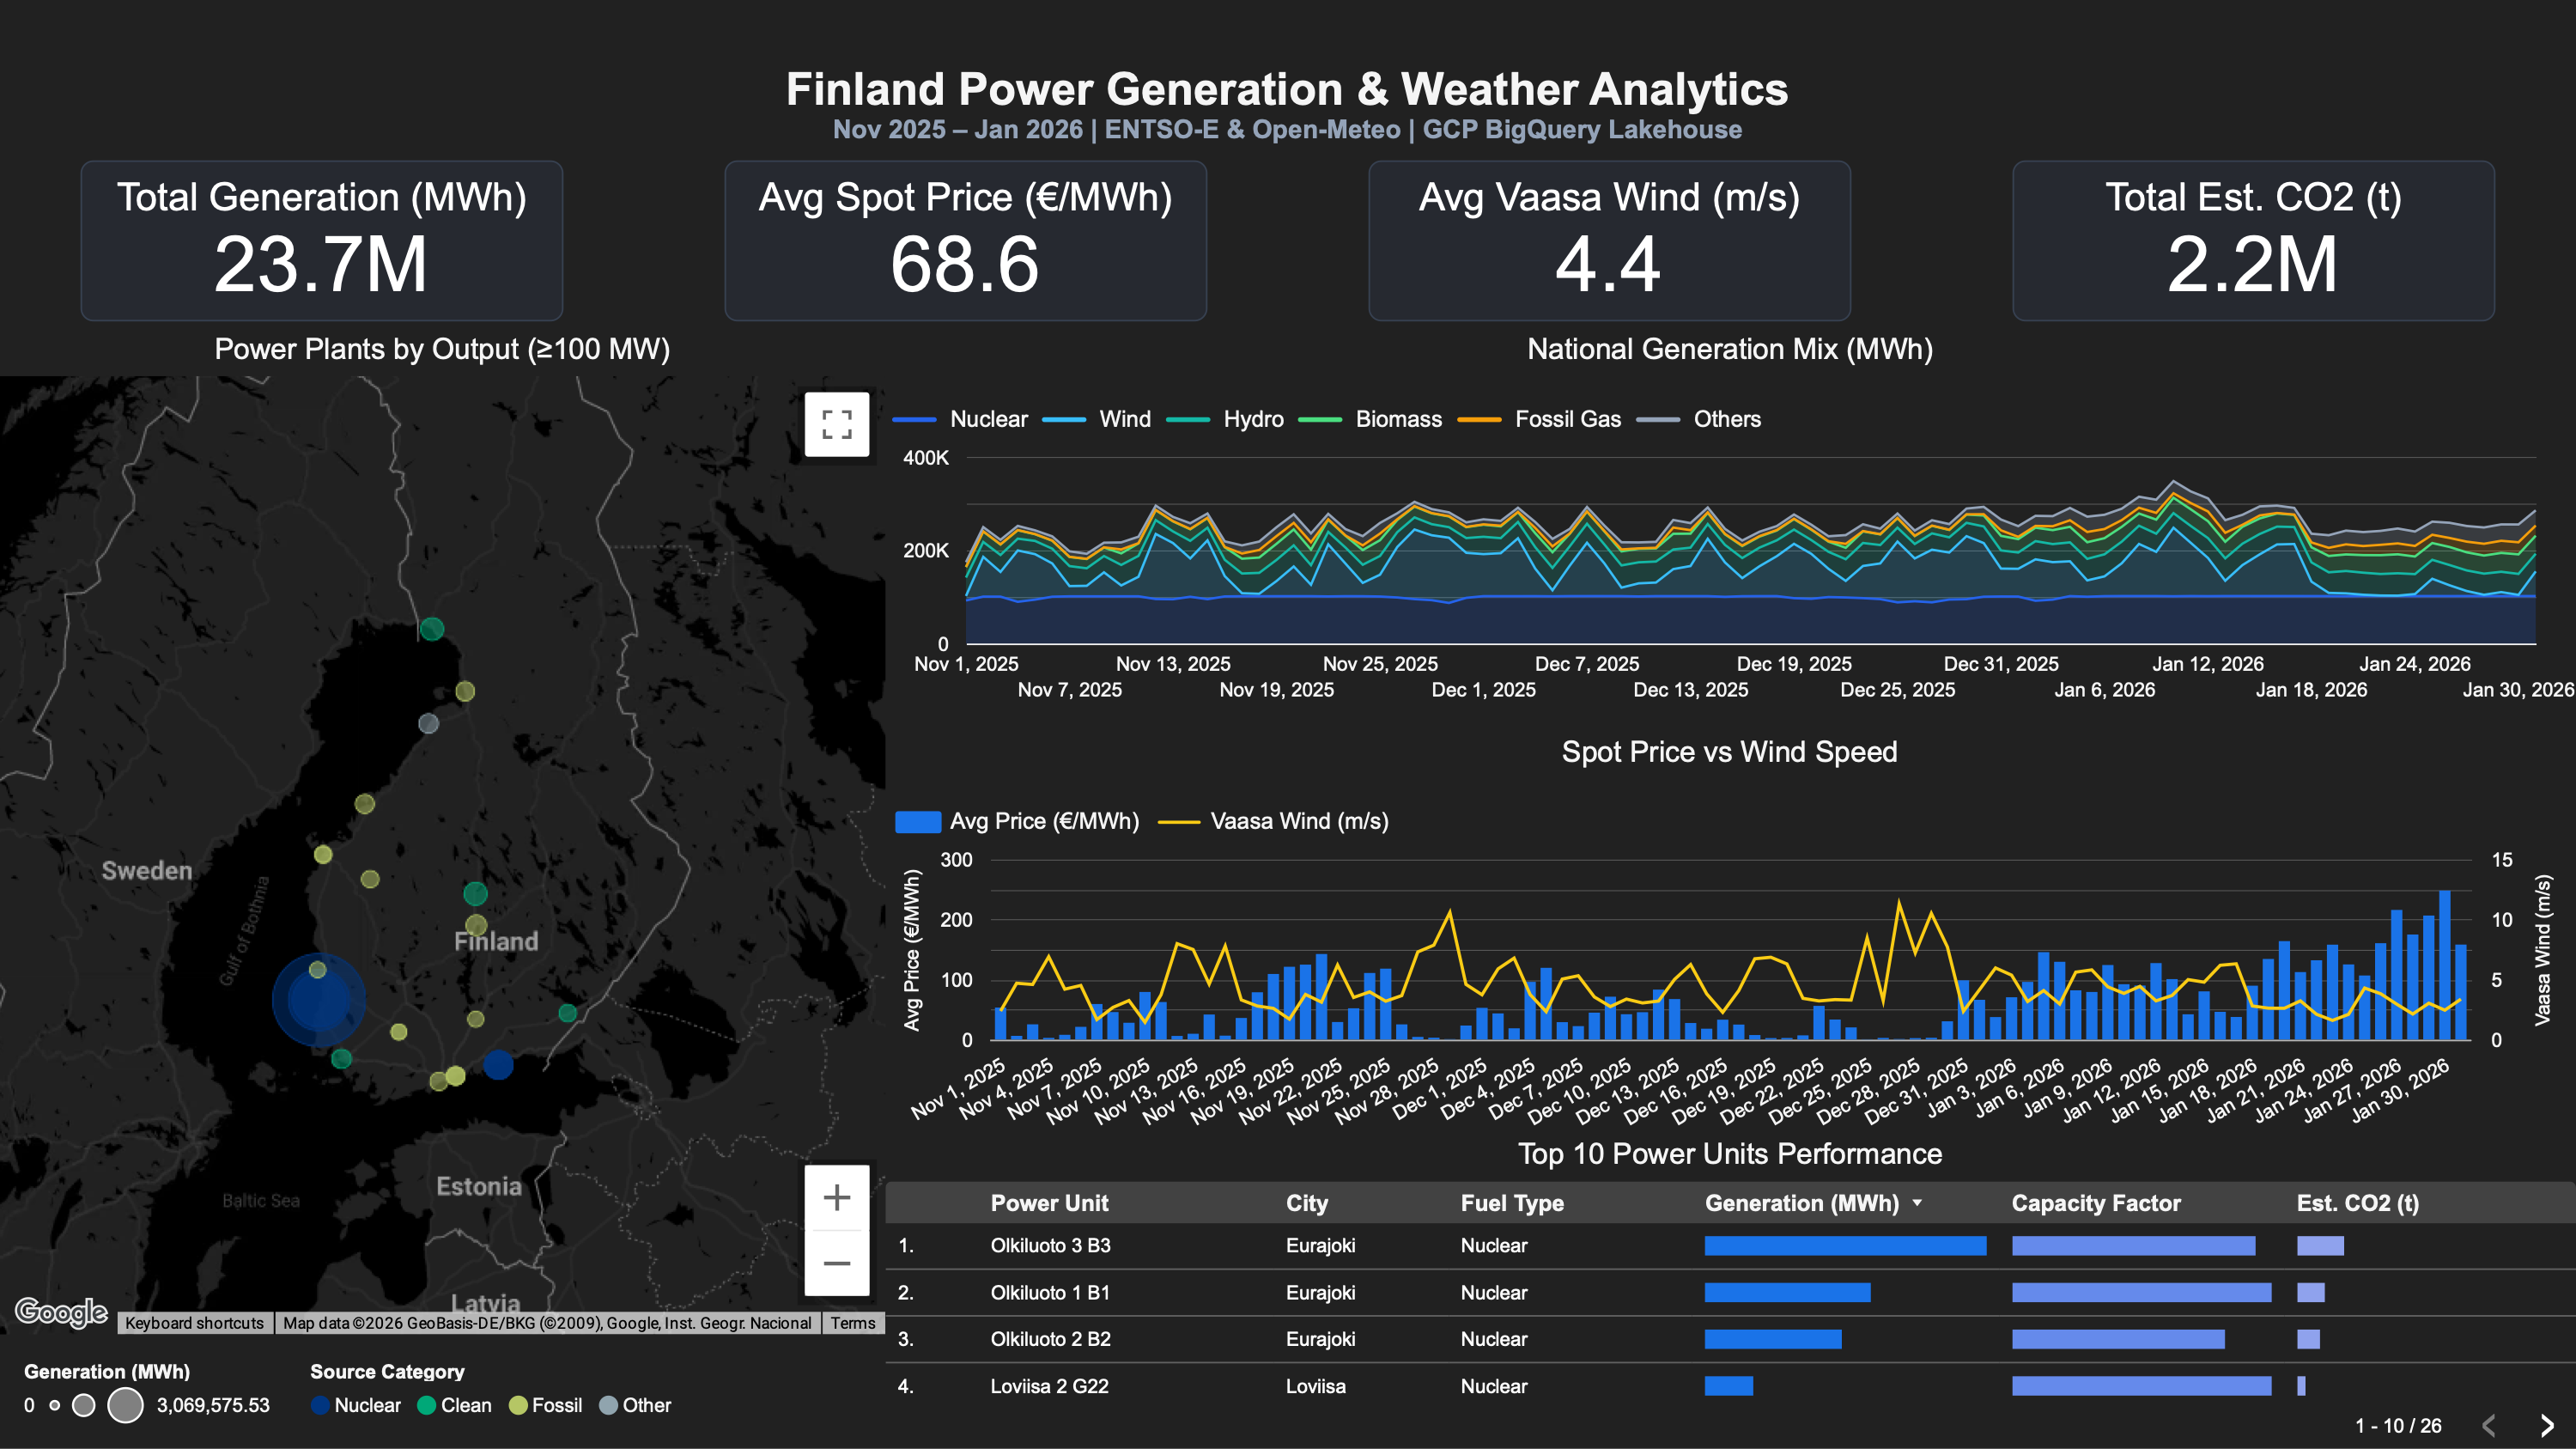 Finland Power Generation & Weather Analytics
Nov 2025 – Jan 2026 | ENTSO-E & Open-Meteo | GCP BigQuery Lakehouse
Total Generation (MWh)
23.7M
Avg Spot Price (€/MWh)
68.6
Avg Vaasa Wind (m/s)
4.4
Total Est. CO2 (t)
2.2M
Power Plants by Output (≥100 MW)
Sweden
Gulf of Bothnia
Finland
Baltic Sea
Estonia
Latvia
Google
Keyboard shortcuts
Map data ©2026 GeoBasis-DE/BKG (©2009), Google, Inst. Geogr. Nacional
Terms
Generation (MWh)
0
3,069,575.53
Source Category
Nuclear Clean Fossil Other
National Generation Mix (MWh)
Nuclear Wind Hydro Biomass Fossil Gas Others
400K
200K
0
Nov 1, 2025 Nov 13, 2025 Nov 25, 2025 Dec 7, 2025 Dec 19, 2025 Dec 31, 2025 Jan 12, 2026 Jan 24, 2026
Nov 7, 2025 Nov 19, 2025 Dec 1, 2025 Dec 13, 2025 Dec 25, 2025 Jan 6, 2026 Jan 18, 2026 Jan 30, 2026
Spot Price vs Wind Speed
Avg Price (€/MWh) Vaasa Wind (m/s)
Avg Price (€/MWh)
300
200
100
0
15
10
5
0
Vaasa Wind (m/s)
Nov 1, 2025 Nov 4, 2025 Nov 7, 2025 Nov 10, 2025 Nov 13, 2025 Nov 16, 2025 Nov 19, 2025 Nov 22, 2025 Nov 25, 2025 Nov 28, 2025 Dec 1, 2025 Dec 4, 2025 Dec 7, 2025 Dec 10, 2025 Dec 13, 2025 Dec 16, 2025 Dec 19, 2025 Dec 22, 2025 Dec 25, 2025 Dec 28, 2025 Dec 31, 2025 Jan 3, 2026 Jan 6, 2026 Jan 9, 2026 Jan 12, 2026 Jan 15, 2026 Jan 18, 2026 Jan 21, 2026 Jan 24, 2026 Jan 27, 2026 Jan 30, 2026
Top 10 Power Units Performance
Power Unit City Fuel Type Generation (MWh) Capacity Factor Est. CO2 (t)
1. Olkiluoto 3 B3 Eurajoki Nuclear
2. Olkiluoto 1 B1 Eurajoki Nuclear
3. Olkiluoto 2 B2 Eurajoki Nuclear
4. Loviisa 2 G22 Loviisa Nuclear
1 - 10 / 26